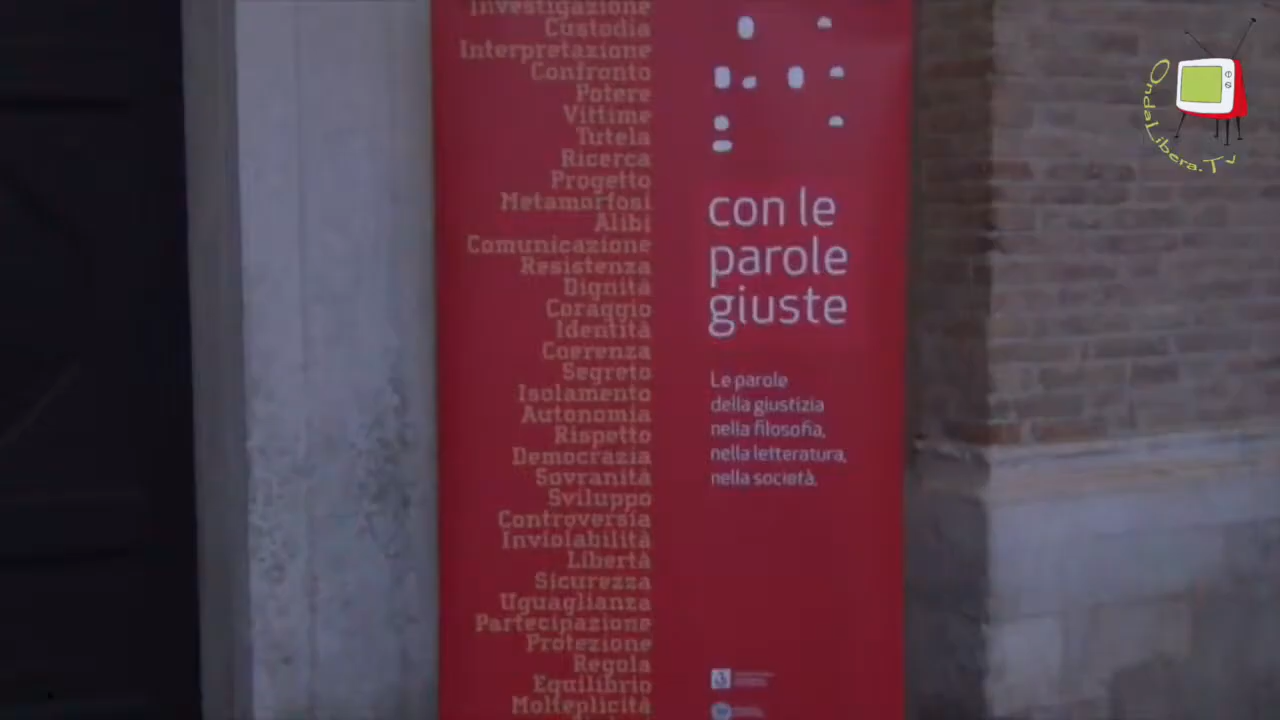 Investigazione
Custodia
Interpretazione
Confronto
Potere
Vittime
Tutela
Ricerca
Progetto
Metamorfosi
Alibi
Comunicazione
Resistenza
Dignità
Coraggio
Identità
Coerenza
Segreto
Isolamento
Autonomia
Rispetto
Democrazia
Sovranità
Sviluppo
Controversia
Inviolabilità
Libertà
Sicurezza
Uguaglianza
Partecipazione
Protezione
Regola
Equilibrio
Molteplicità
con le
parole
giuste
Le parole
della giustizia
nella filosofia,
nella letteratura,
nella società.
OndaLibera.Tv